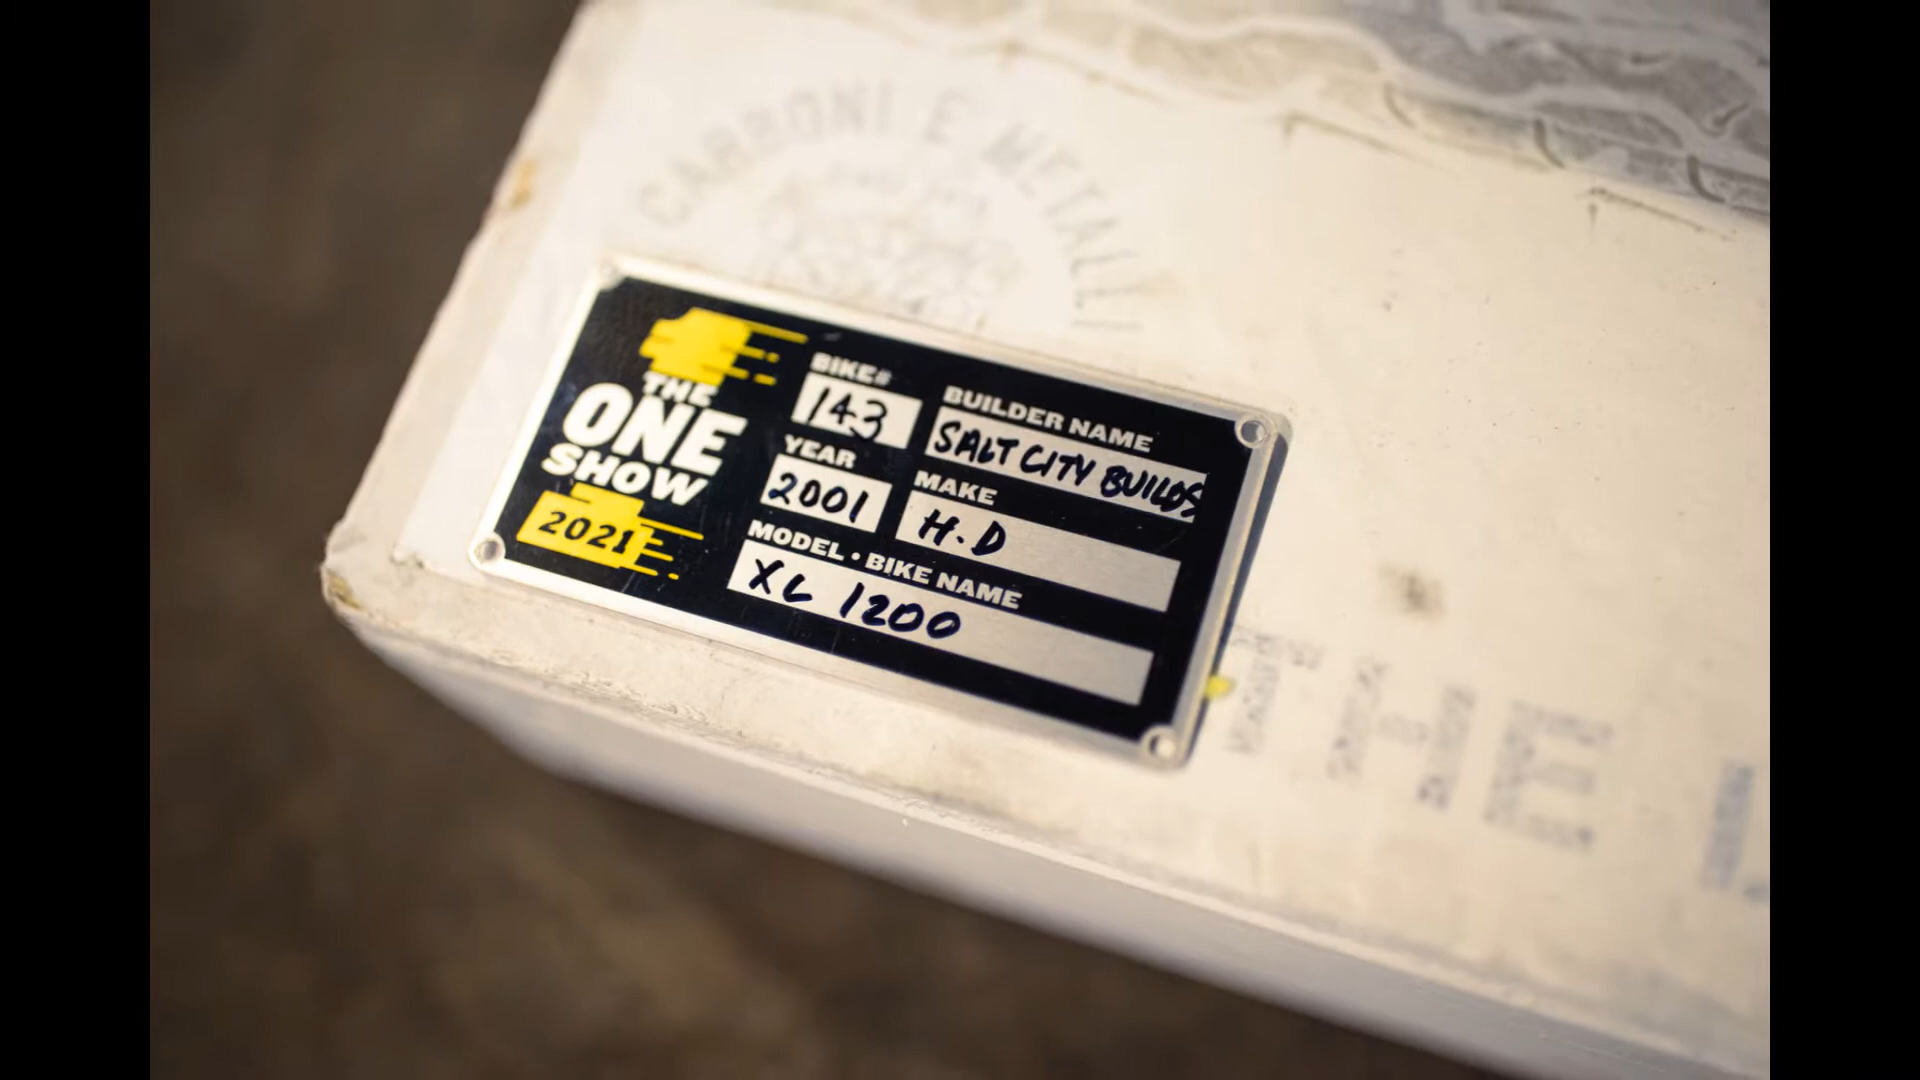 CARBONI E METALLI
THE
ONE
SHOW
2021
BIKE#
143
BUILDER NAME
SALT CITY BUILDS
YEAR
2001
MAKE
H.D
MODEL • BIKE NAME
XL 1200
THE